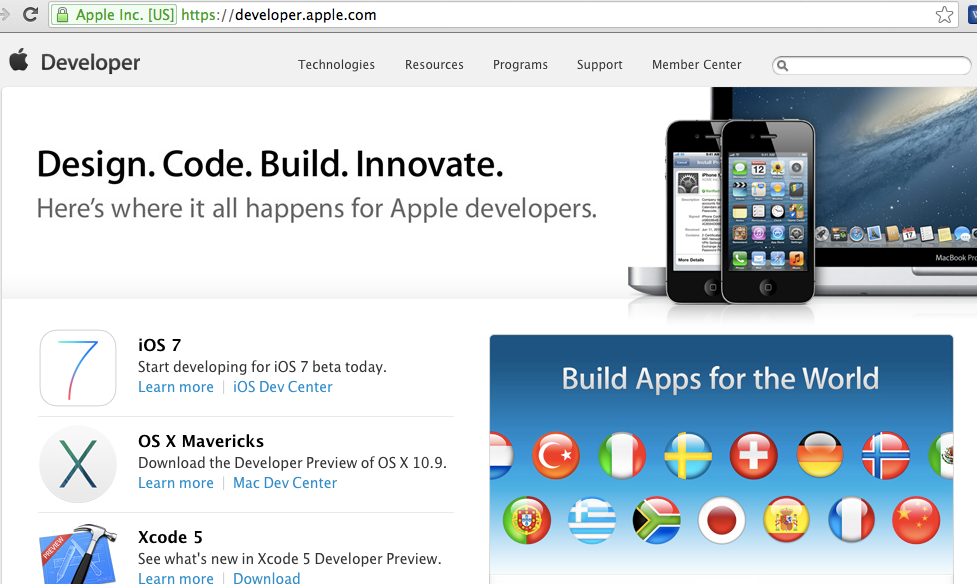 Apple Inc. [US] https://developer.apple.com
Developer
Technologies Resources Programs Support Member Center
Design. Code. Build. Innovate.
Here's where it all happens for Apple developers.
MacBook Pro
iOS 7
Start developing for iOS 7 beta today.
Learn more | iOS Dev Center
OS X Mavericks
Download the Developer Preview of OS X 10.9.
Learn more | Mac Dev Center
PREVIEW
Xcode 5
See what's new in Xcode 5 Developer Preview.
Learn more | Download
Build Apps for the World
7
X